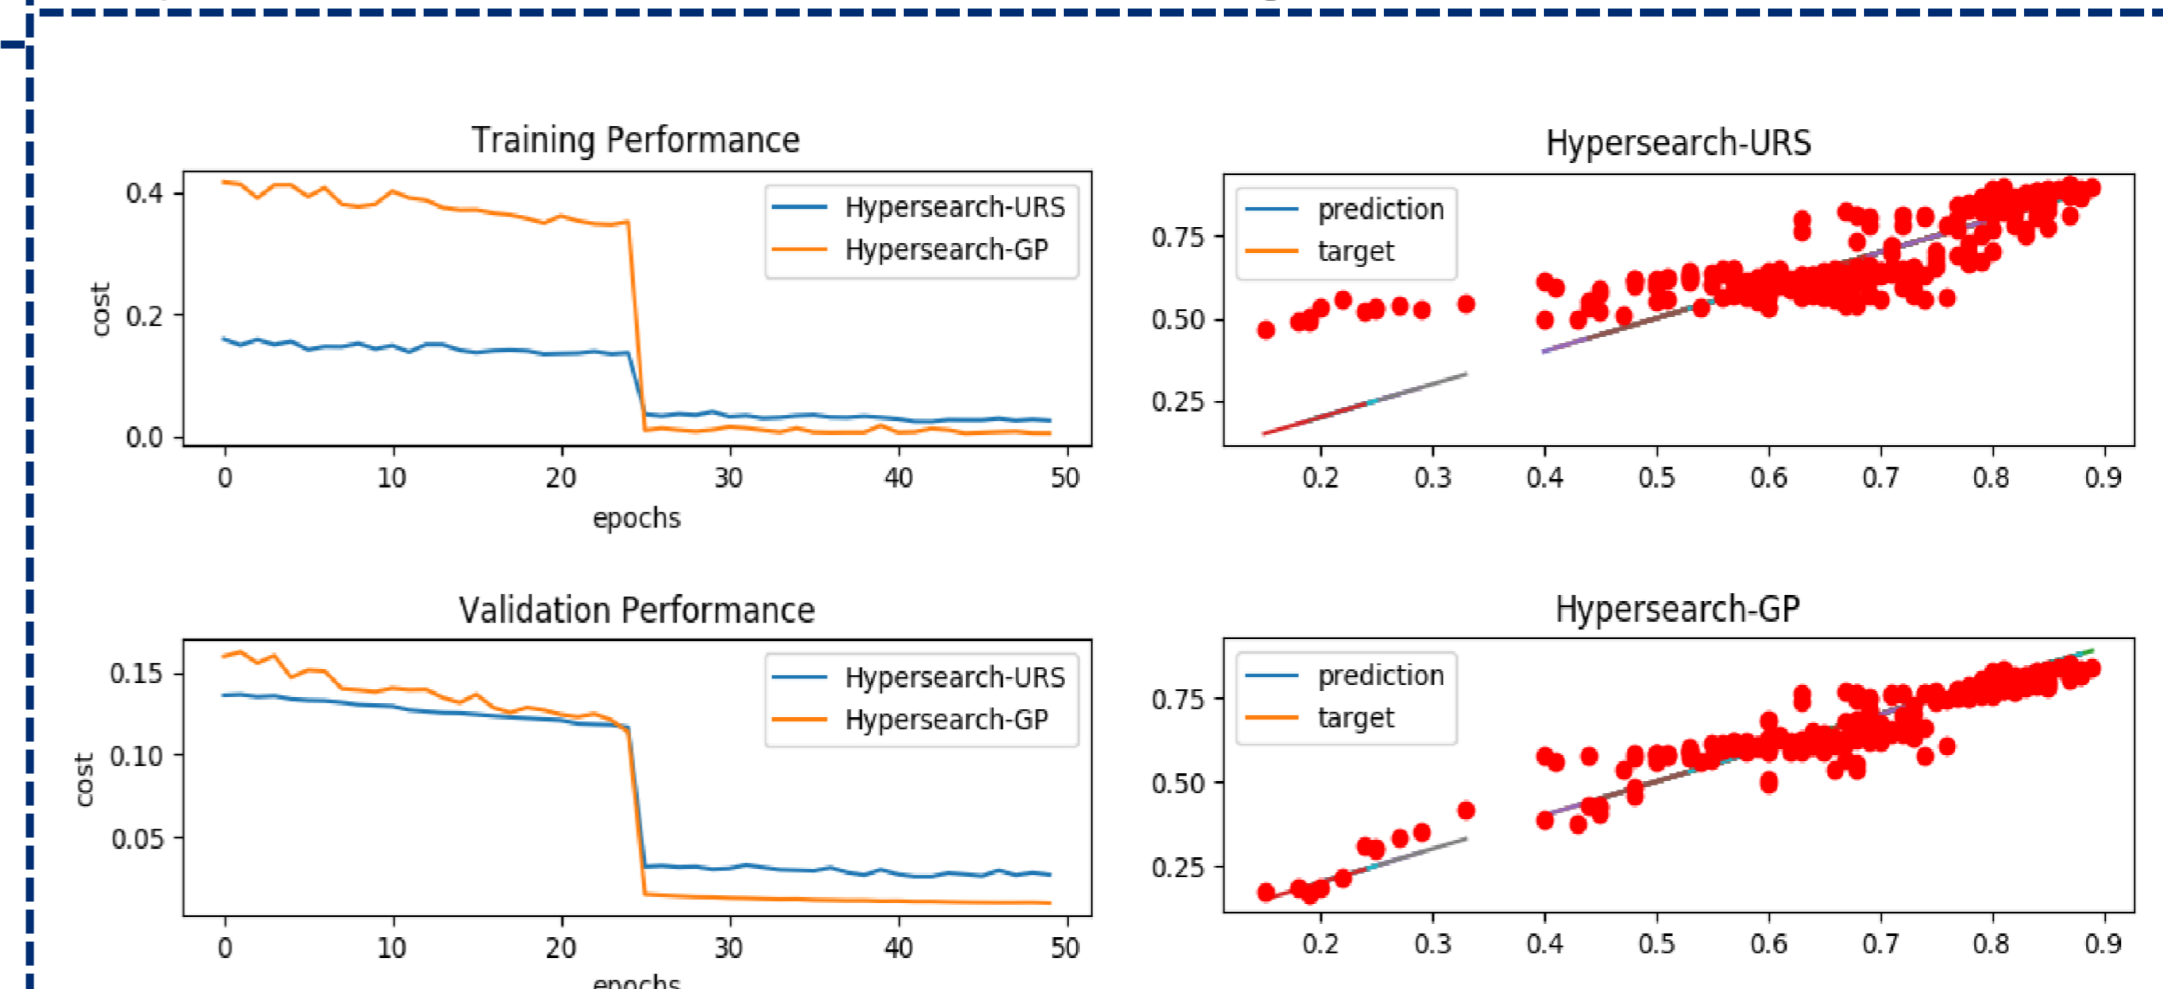 Training Performance
0.4
0.2
0.0
cost
Hypersearch-URS
Hypersearch-GP
0 10 20 30 40 50
epochs
Hypersearch-URS
prediction
target
0.75
0.50
0.25
0.2 0.3 0.4 0.5 0.6 0.7 0.8 0.9
Validation Performance
0.15
0.10
0.05
cost
Hypersearch-URS
Hypersearch-GP
0 10 20 30 40 50
epochs
Hypersearch-GP
prediction
target
0.75
0.50
0.25
0.2 0.3 0.4 0.5 0.6 0.7 0.8 0.9